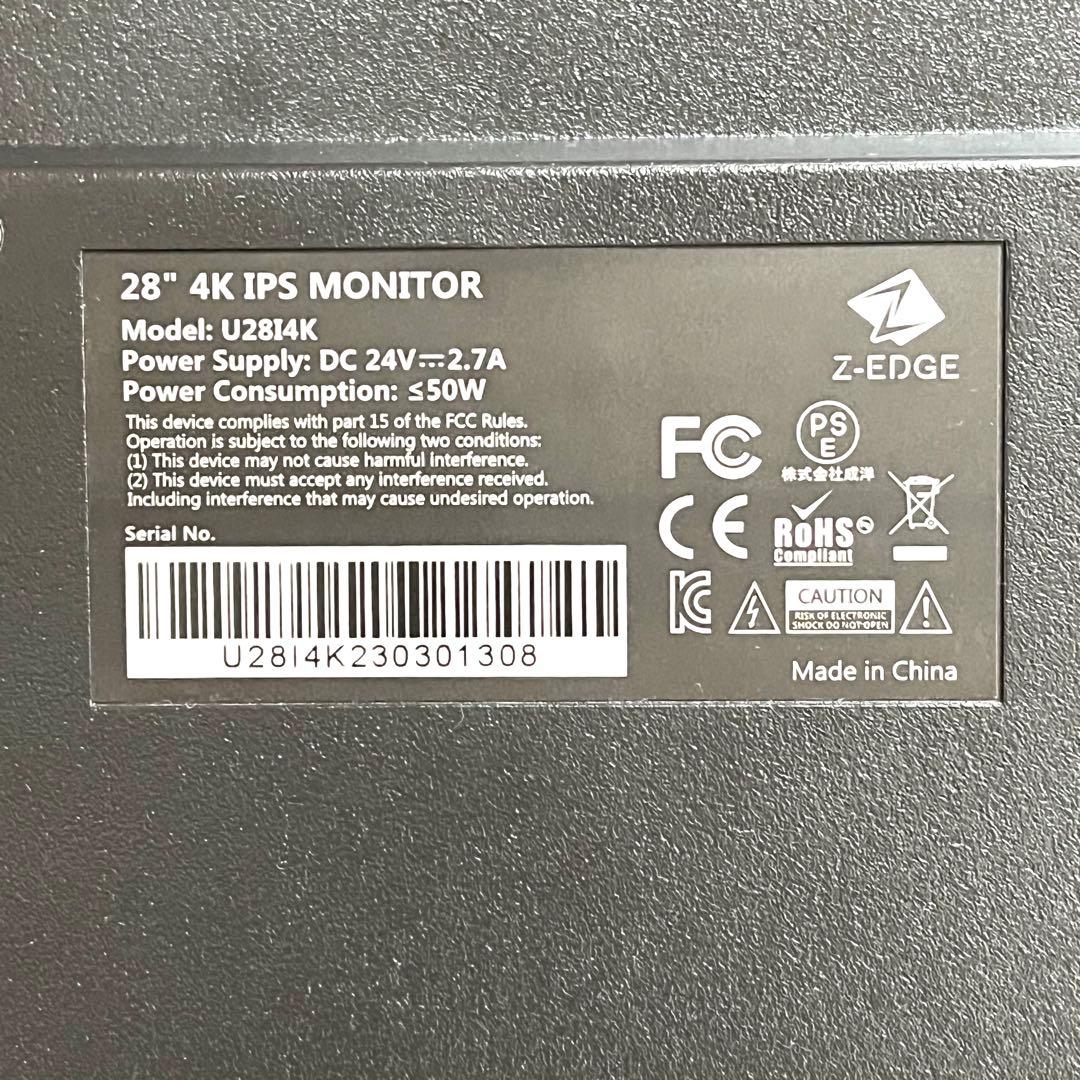 28" 4K IPS MONITOR
Model: U28I4K
Power Supply: DC 24V⎓2.7A
Power Consumption: ≤50W
This device complies with part 15 of the FCC Rules.
Operation is subject to the following two conditions:
(1) This device may not cause harmful interference.
(2) This device must accept any interference received.
Including interference that may cause undesired operation.
Serial No.
U28I4K230301308
Z-EDGE
FC
PS
E
株式会社成洋
CE
RoHS
Compliant
KC
CAUTION
RISK OF ELECTRONIC
SHOCK DO NOT OPEN
Made in China